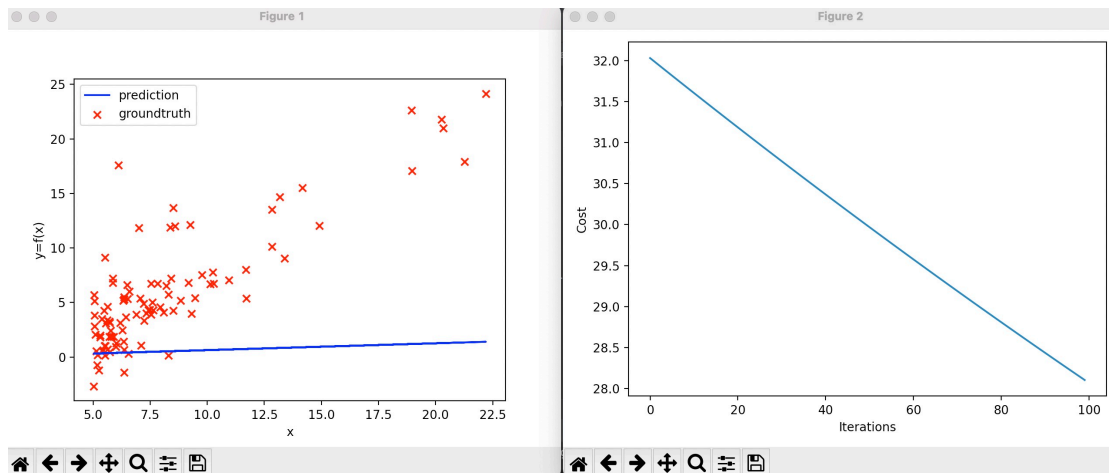 Figure 1
25
20
15
10
5
0
y=f(x)
prediction
groundtruth
5.0 7.5 10.0 12.5 15.0 17.5 20.0 22.5
x
Figure 2
32.0
31.5
31.0
30.5
30.0
29.5
29.0
28.5
28.0
Cost
0 20 40 60 80 100
Iterations